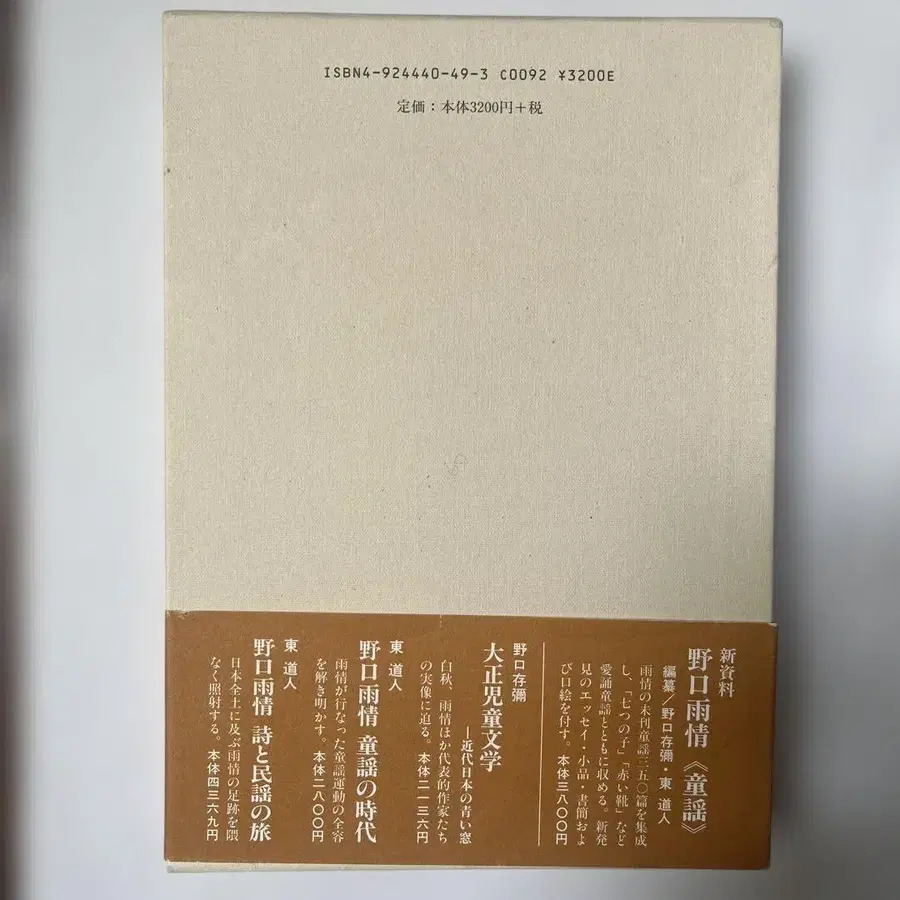 ISBN4-924440-49-3 C0092 ¥3200E
定価：本体3200円＋税
新資料
野口雨情《童謡》
編纂／野口存彌・東 道人
雨情の未刊童謡三五〇篇を集成
し、「七つの子」「赤い靴」など
愛誦童謡とともに収める。新発
見のエッセイ・小品・書簡およ
び口絵を付す。本体三八〇〇円
野口存彌
大正児童文学
―近代日本の青い窓
白秋、雨情ほか代表的作家たち
の実像に迫る。本体二一三六円
東 道人
野口雨情 童謡の時代
雨情が行なった童謡運動の全容
を解き明かす。本体二八〇〇円
東 道人
野口雨情 詩と民謡の旅
日本全土に及ぶ雨情の足跡を隈
なく照射する。本体四三六九円